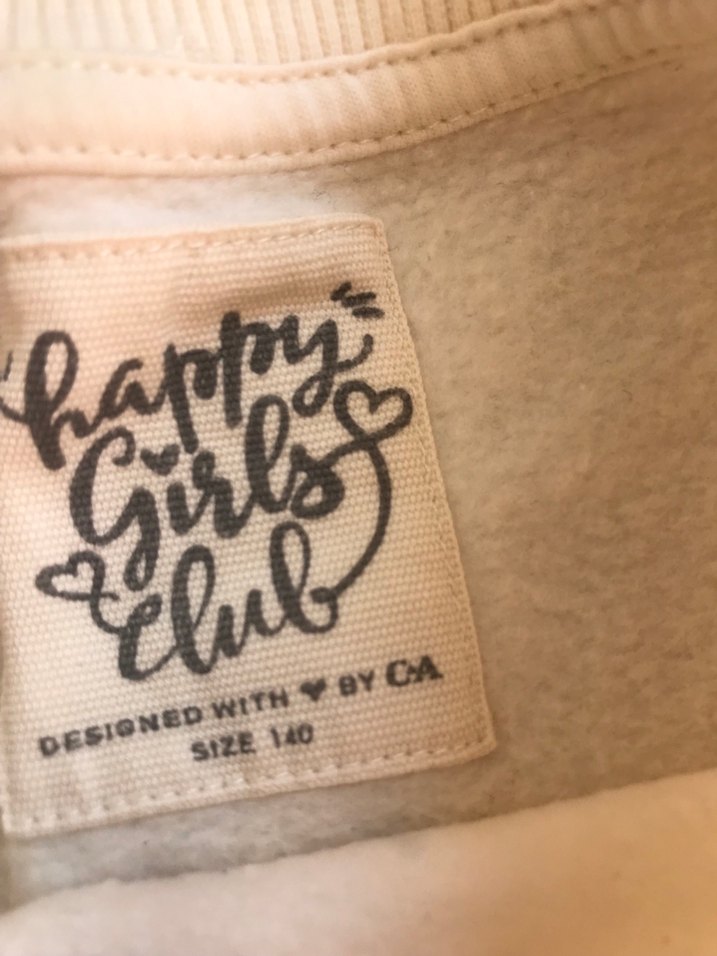 happy
Girls
club
DESIGNED WITH ♥ BY C&A
SIZE 140